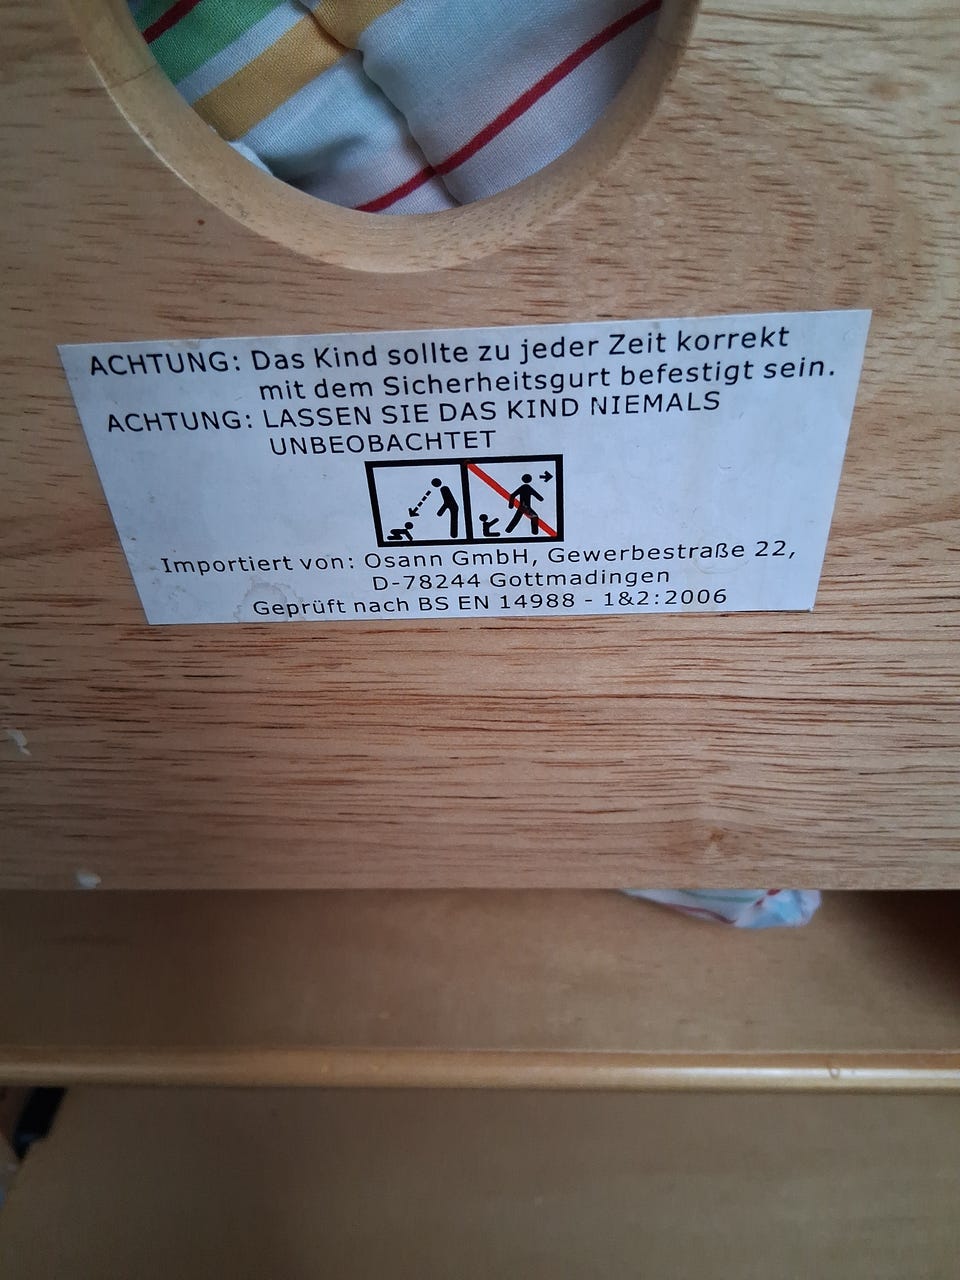 ACHTUNG: Das Kind sollte zu jeder Zeit korrekt
mit dem Sicherheitsgurt befestigt sein.
ACHTUNG: LASSEN SIE DAS KIND NIEMALS
UNBEOBACHTET
Importiert von: Osann GmbH, Gewerbestraße 22,
D-78244 Gottmadingen
Geprüft nach BS EN 14988 - 1&2:2006